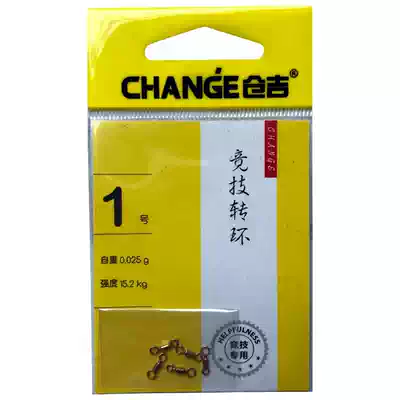 CHANGE仓吉®
CHANGE
竞技转环
1号
自重 0.025 g
强度 15.2 kg
HELPFULNESS
竞技
专用